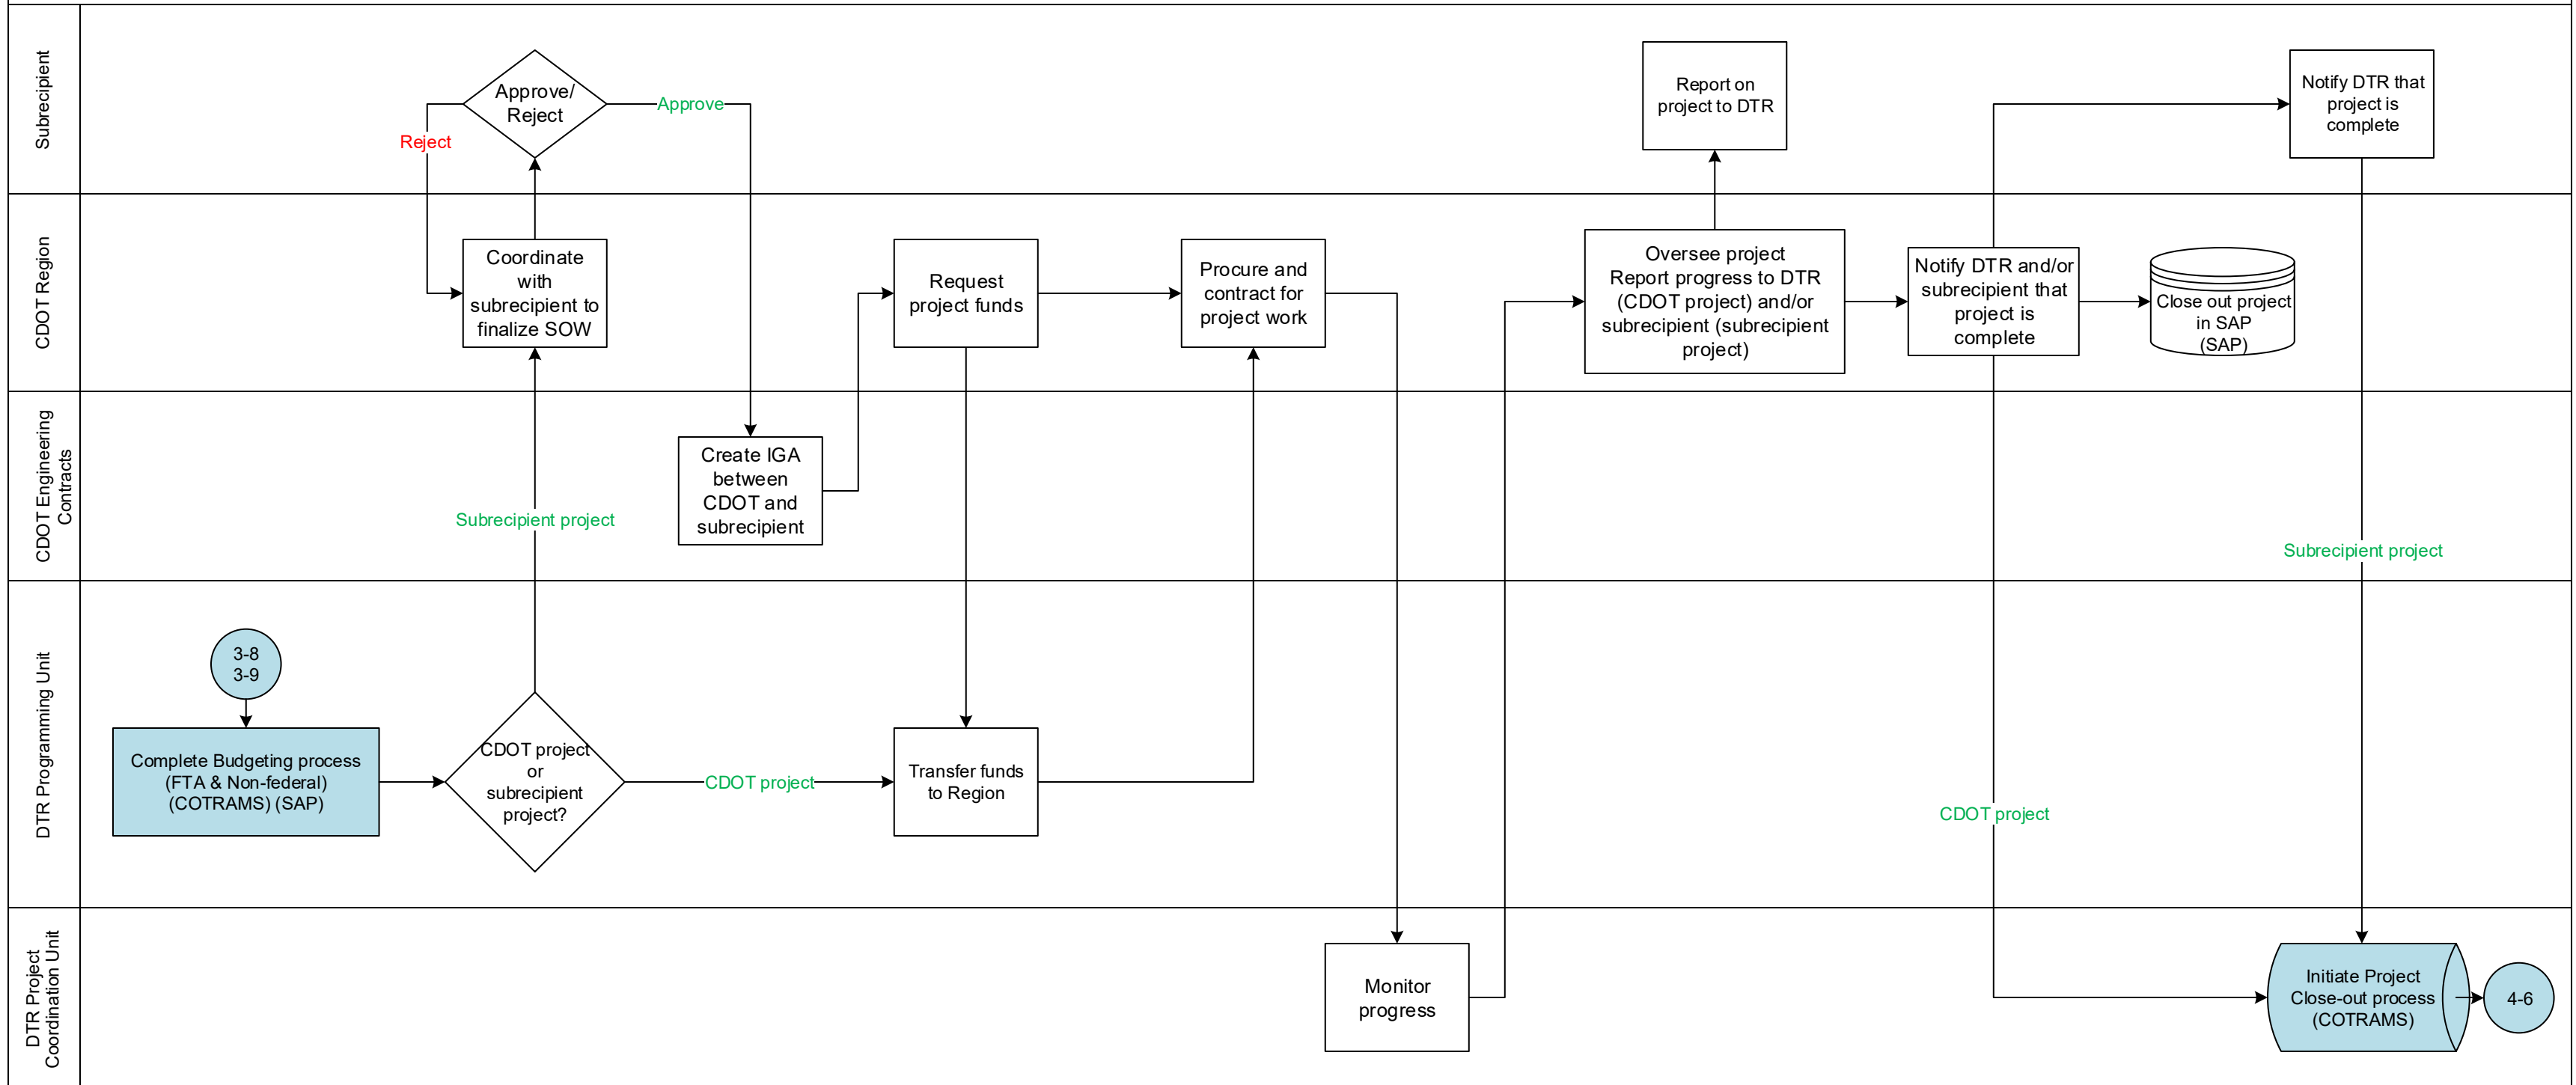 Subrecipient
Approve/
Reject
Approve
Reject
Report on
project to DTR
Notify DTR that
project is
complete
CDOT Region
Coordinate
with
subrecipient to
finalize SOW
Request
project funds
Procure and
contract for
project work
Oversee project
Report progress to DTR
(CDOT project) and/or
subrecipient (subrecipient
project)
Notify DTR and/or
subrecipient that
project is
complete
Close out project
in SAP
(SAP)
CDOT Engineering
Contracts
Subrecipient project
Create IGA
between
CDOT and
subrecipient
Subrecipient project
DTR Programming Unit
3-8
3-9
Complete Budgeting process
(FTA & Non-federal)
(COTRAMS) (SAP)
CDOT project
or
subrecipient
project?
CDOT project
Transfer funds
to Region
CDOT project
DTR Project
Coordination Unit
Monitor
progress
Initiate Project
Close-out process
(COTRAMS)
4-6